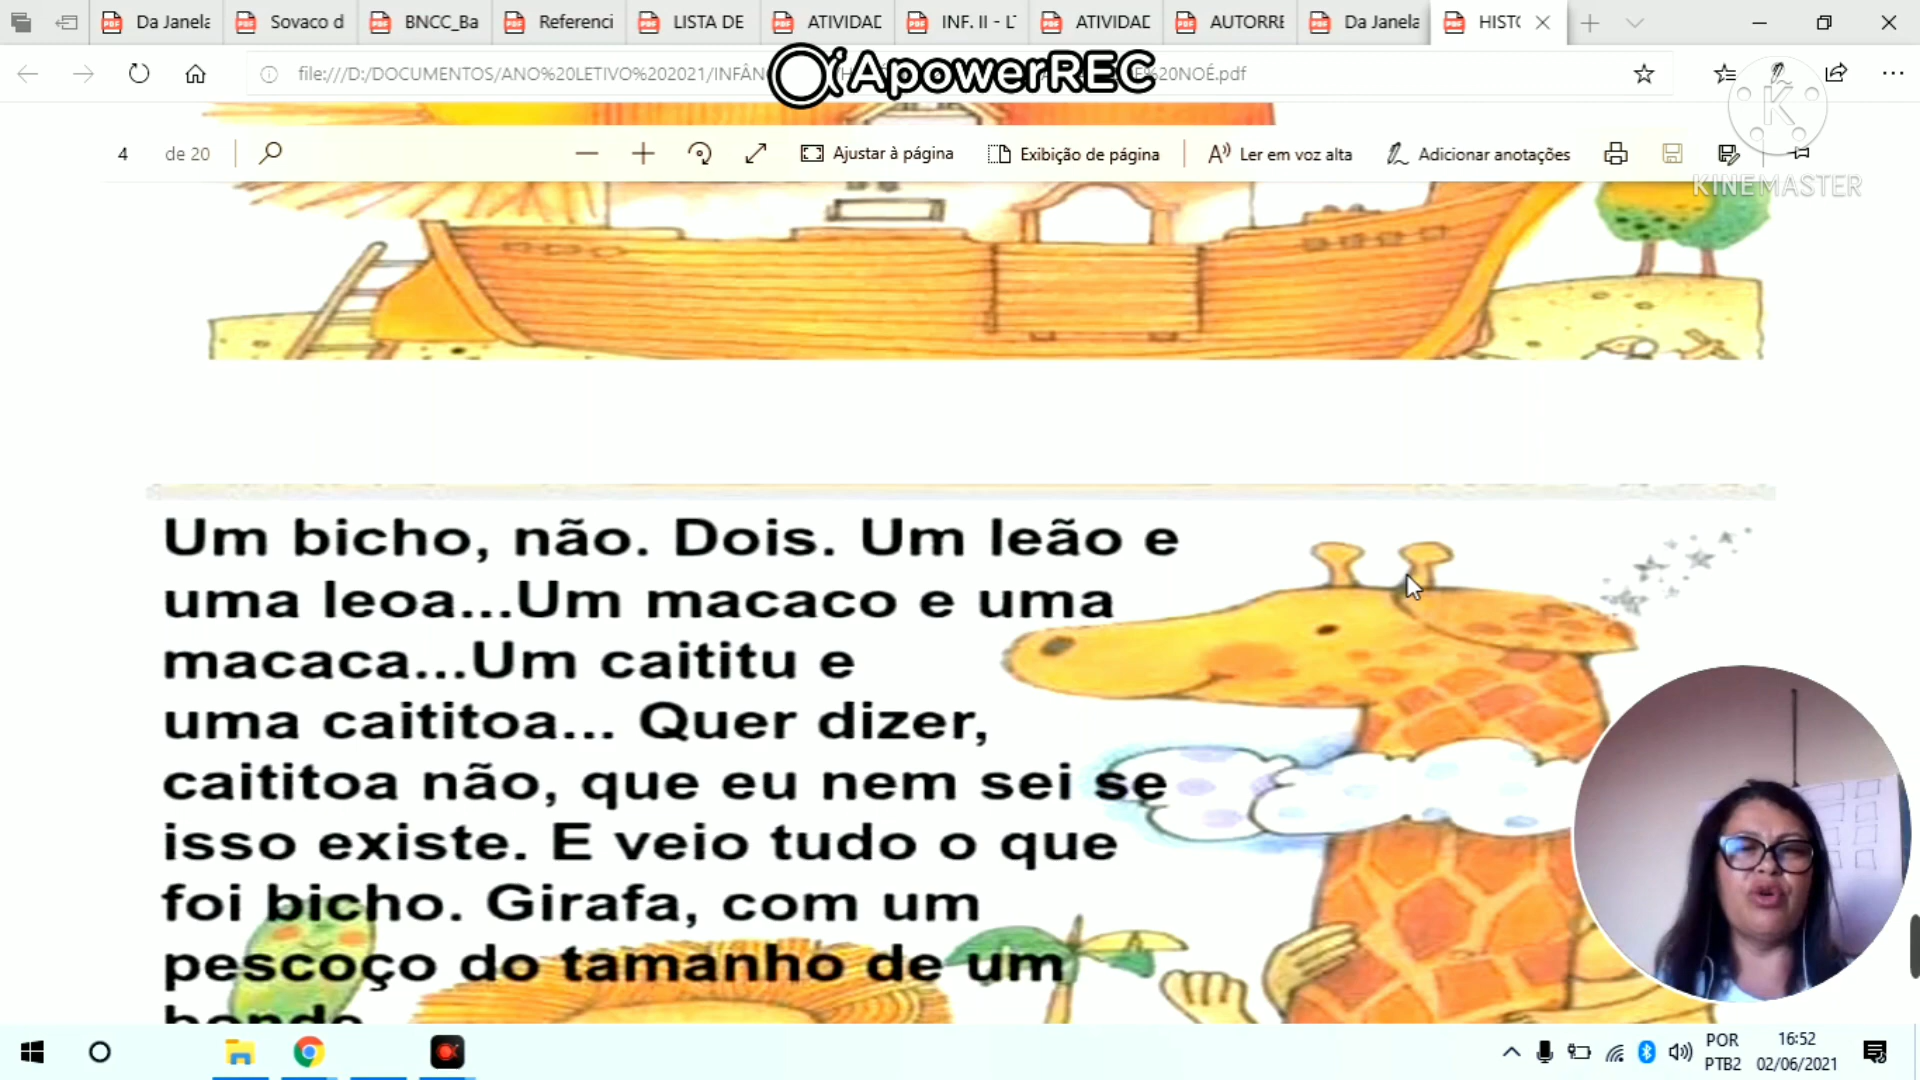 Da Janela
Sovaco d
BNCC_Ba
Referenci
LISTA DE
ATIVIDAD
INF. II - L
ATIVIDAD
AUTORRE
Da Janela
HISTO
file:///D:/DOCUMENTOS/ANO%20LETIVO%202021/INFÂN
%20NOÉ.pdf
ApowerREC
K
KINEMASTER
4 de 20
Ajustar à página
Exibição de página
Ler em voz alta
Adicionar anotações
Um bicho, não. Dois. Um leão e
uma leoa...Um macaco e uma
macaca...Um caititu e
uma caititoa... Quer dizer,
caititoa não, que eu nem sei se
isso existe. E veio tudo o que
foi bicho. Girafa, com um
pescoço do tamanho de um
bonde
POR
PTB2
16:52
02/06/2021